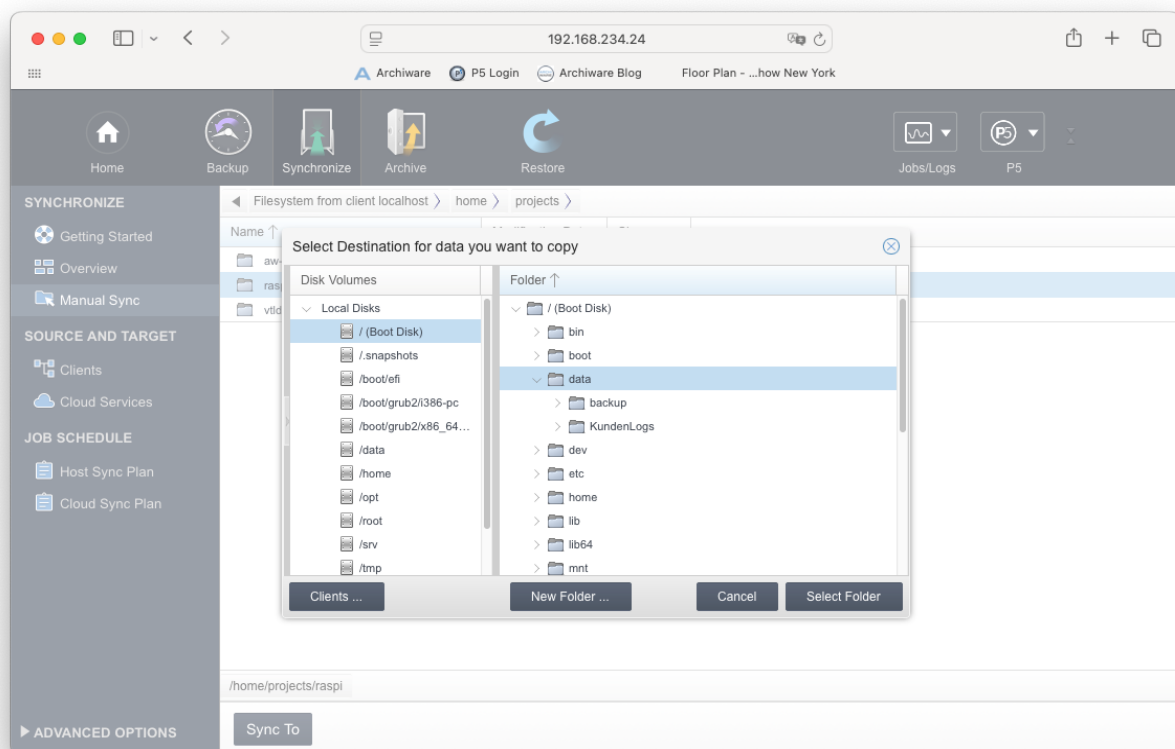 192.168.234.24
Archiware P5 Login Archiware Blog Floor Plan - ...how New York
Home Backup Synchronize Archive Restore Jobs/Logs P5
SYNCHRONIZE
Getting Started
Overview
Manual Sync
SOURCE AND TARGET
Clients
Cloud Services
JOB SCHEDULE
Host Sync Plan
Cloud Sync Plan
ADVANCED OPTIONS
Filesystem from client localhost home projects
Name
Select Destination for data you want to copy
Disk Volumes
Local Disks
/ (Boot Disk)
/.snapshots
/boot/efi
/boot/grub2/i386-pc
/boot/grub2/x86_64...
/data
/home
/opt
/root
/srv
/tmp
Folder
/ (Boot Disk)
bin
boot
data
backup
KundenLogs
dev
etc
home
lib
lib64
mnt
Clients ... New Folder ... Cancel Select Folder
/home/projects/raspi
Sync To